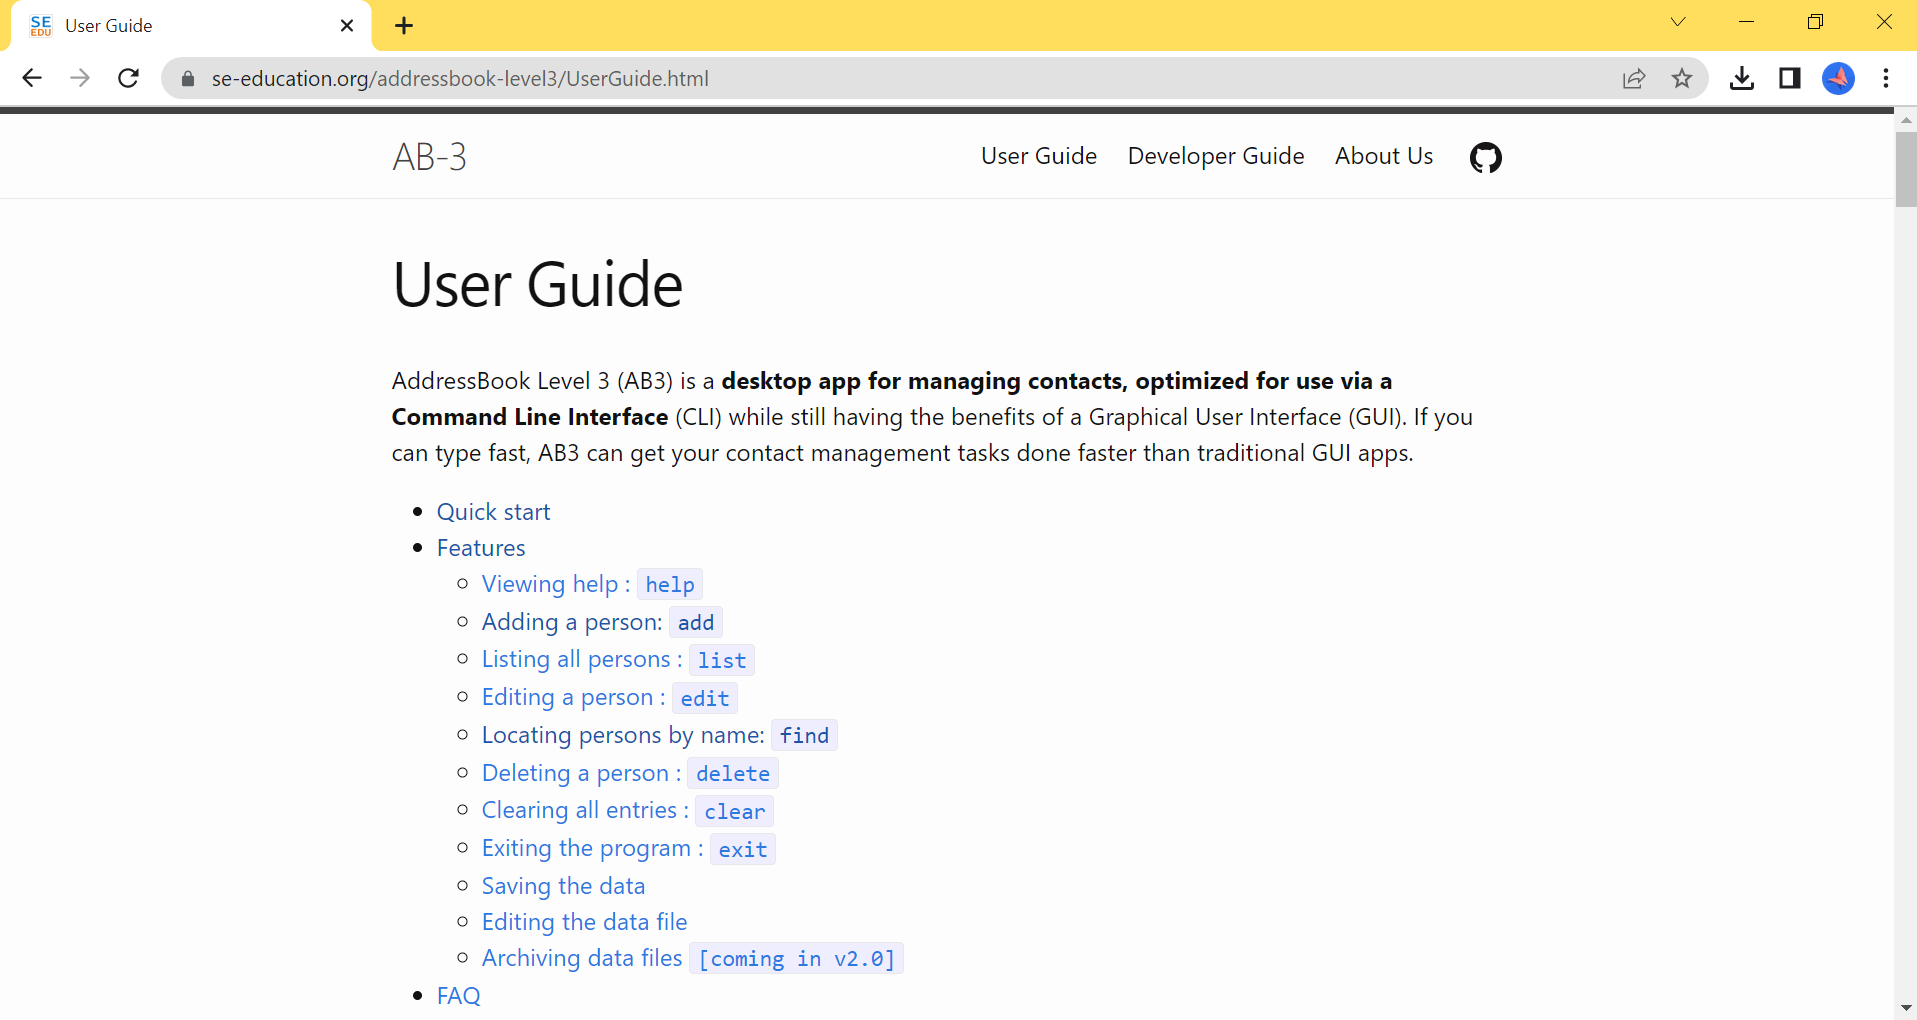 SE
EDU
User Guide
se-education.org/addressbook-level3/UserGuide.html
AB-3
User Guide
Developer Guide
About Us
User Guide
AddressBook Level 3 (AB3) is a desktop app for managing contacts, optimized for use via a
Command Line Interface (CLI) while still having the benefits of a Graphical User Interface (GUI). If you
can type fast, AB3 can get your contact management tasks done faster than traditional GUI apps.
Quick start
Features
Viewing help : help
Adding a person: add
Listing all persons : list
Editing a person : edit
Locating persons by name: find
Deleting a person : delete
Clearing all entries : clear
Exiting the program : exit
Saving the data
Editing the data file
Archiving data files [coming in v2.0]
FAQ